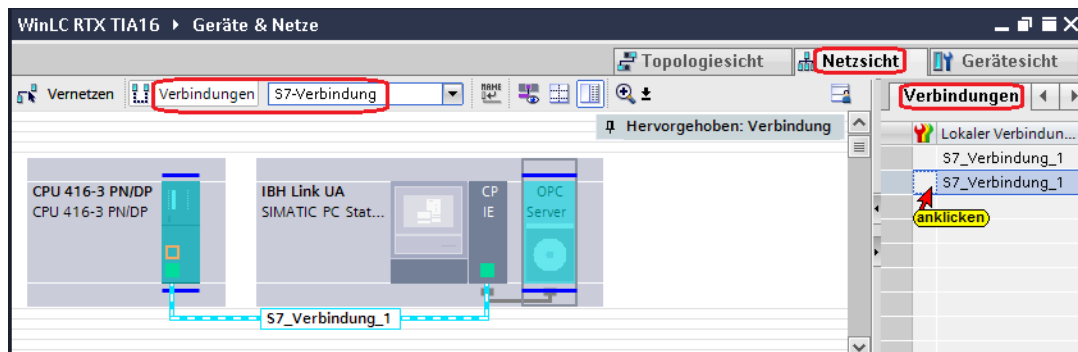 WinLC RTX TIA16 ▸ Geräte & Netze
Topologiesicht Netzsicht Gerätesicht
Vernetzen Verbindungen S7-Verbindung
Verbindungen
Hervorgehoben: Verbindung
Lokaler Verbindun...
S7_Verbindung_1
S7_Verbindung_1
anklicken
CPU 416-3 PN/DP
CPU 416-3 PN/DP
IBH Link UA
SIMATIC PC Stat...
CP
IE
OPC
Server
S7_Verbindung_1